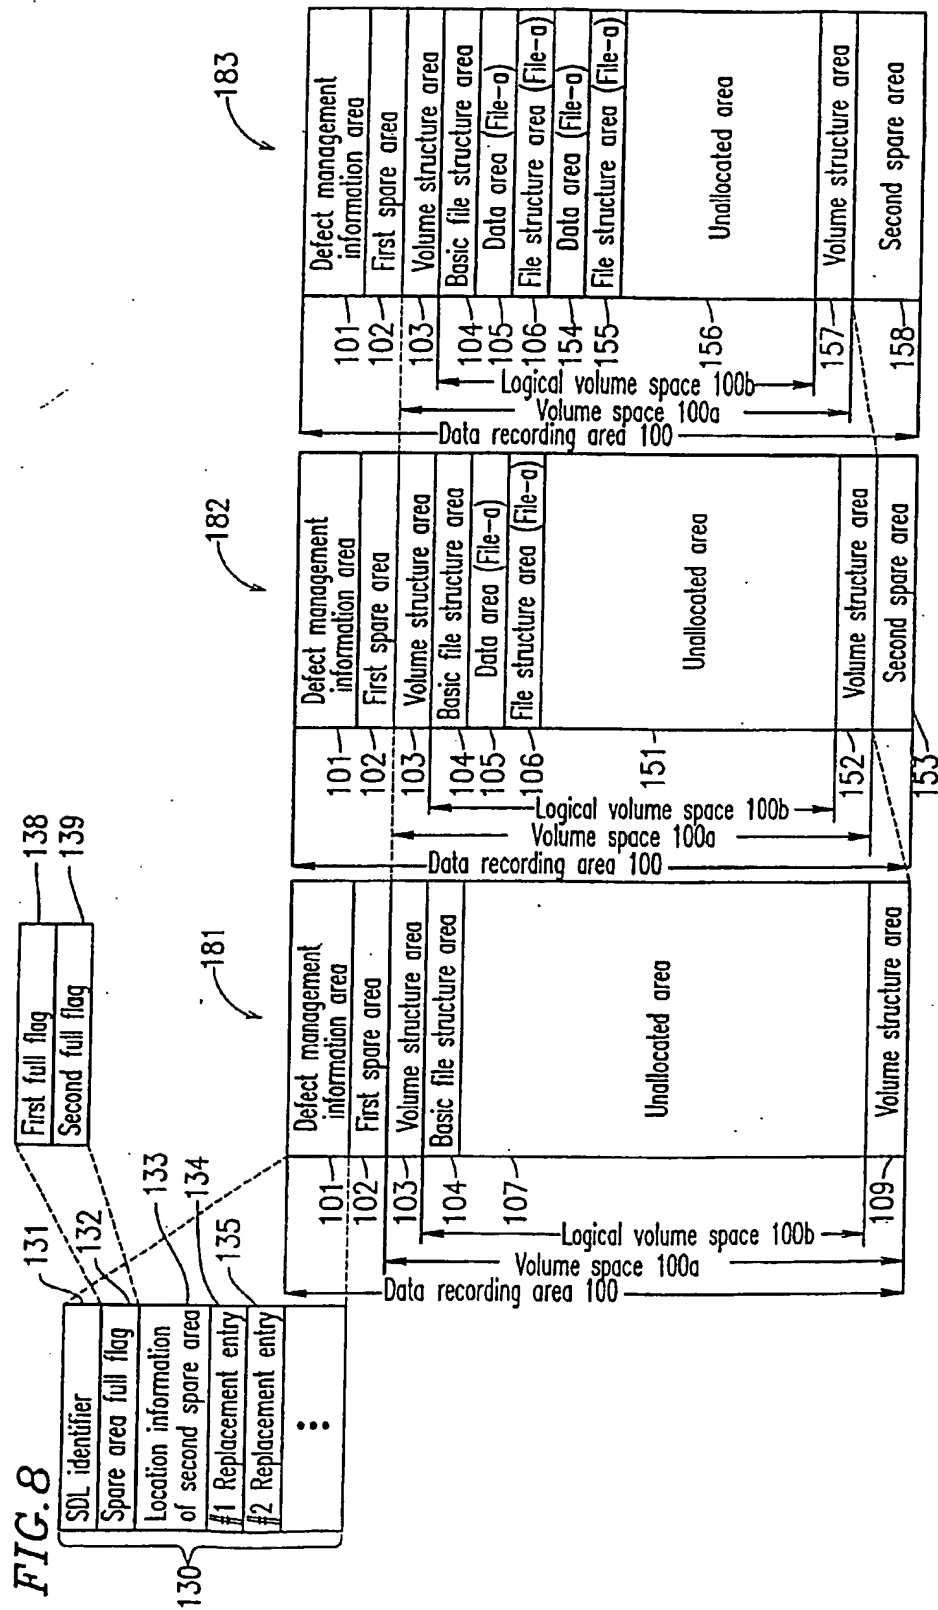 FIG.8
130
SDL identifier
Spare area full flag
Location information
of second spare area
#1 Replacement entry
#2 Replacement entry
131
132
133
134
135
First full flag
Second full flag
138
139
181
Defect management
information area
First spare area
Volume structure area
Basic file structure area
Unallocated area
Volume structure area
101
102
103
104
107
109
Logical volume space 100b
Volume space 100a
Data recording area 100
182
Defect management
information area
First spare area
Volume structure area
Basic file structure area
Data area (File-a)
File structure area (File-a)
Unallocated area
Volume structure area
Second spare area
101
102
103
104
105
106
151
152
153
Logical volume space 100b
Volume space 100a
Data recording area 100
183
Defect management
information area
First spare area
Volume structure area
Basic file structure area
Data area (File-a)
File structure area (File-a)
Data area (File-a)
File structure area (File-a)
Unallocated area
Volume structure area
Second spare area
101
102
103
104
105
106
154
155
156
157
158
Logical volume space 100b
Volume space 100a
Data recording area 100